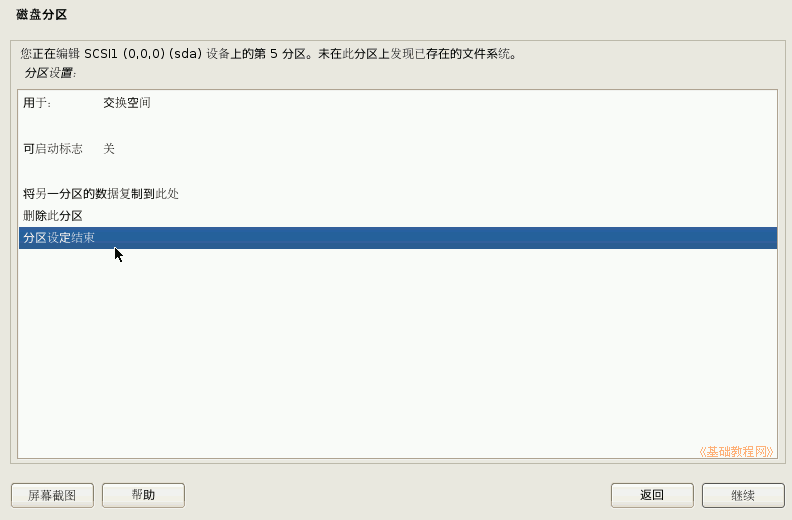 磁盘分区
您正在编辑 SCSI1 (0,0,0) (sda) 设备上的第 5 分区。未在此分区上发现已存在的文件系统。
分区设置:
用于: 交换空间
可启动标志 关
将另一分区的数据复制到此处
删除此分区
分区设定结束
《基础教程网》
屏幕截图 帮助 返回 继续